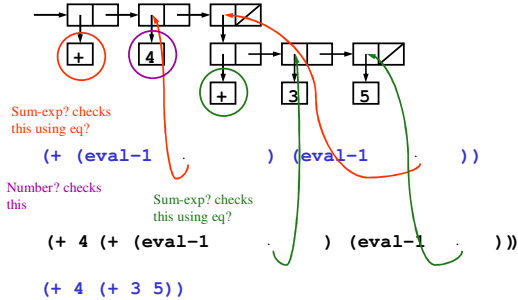 +
4
+
3
5
Sum-exp? checks
this using eq?
(+ (eval-1 . ) (eval-1 . ))
Number? checks
this
Sum-exp? checks
this using eq?
(+ 4 (+ (eval-1 . ) (eval-1 . )))
(+ 4 (+ 3 5))